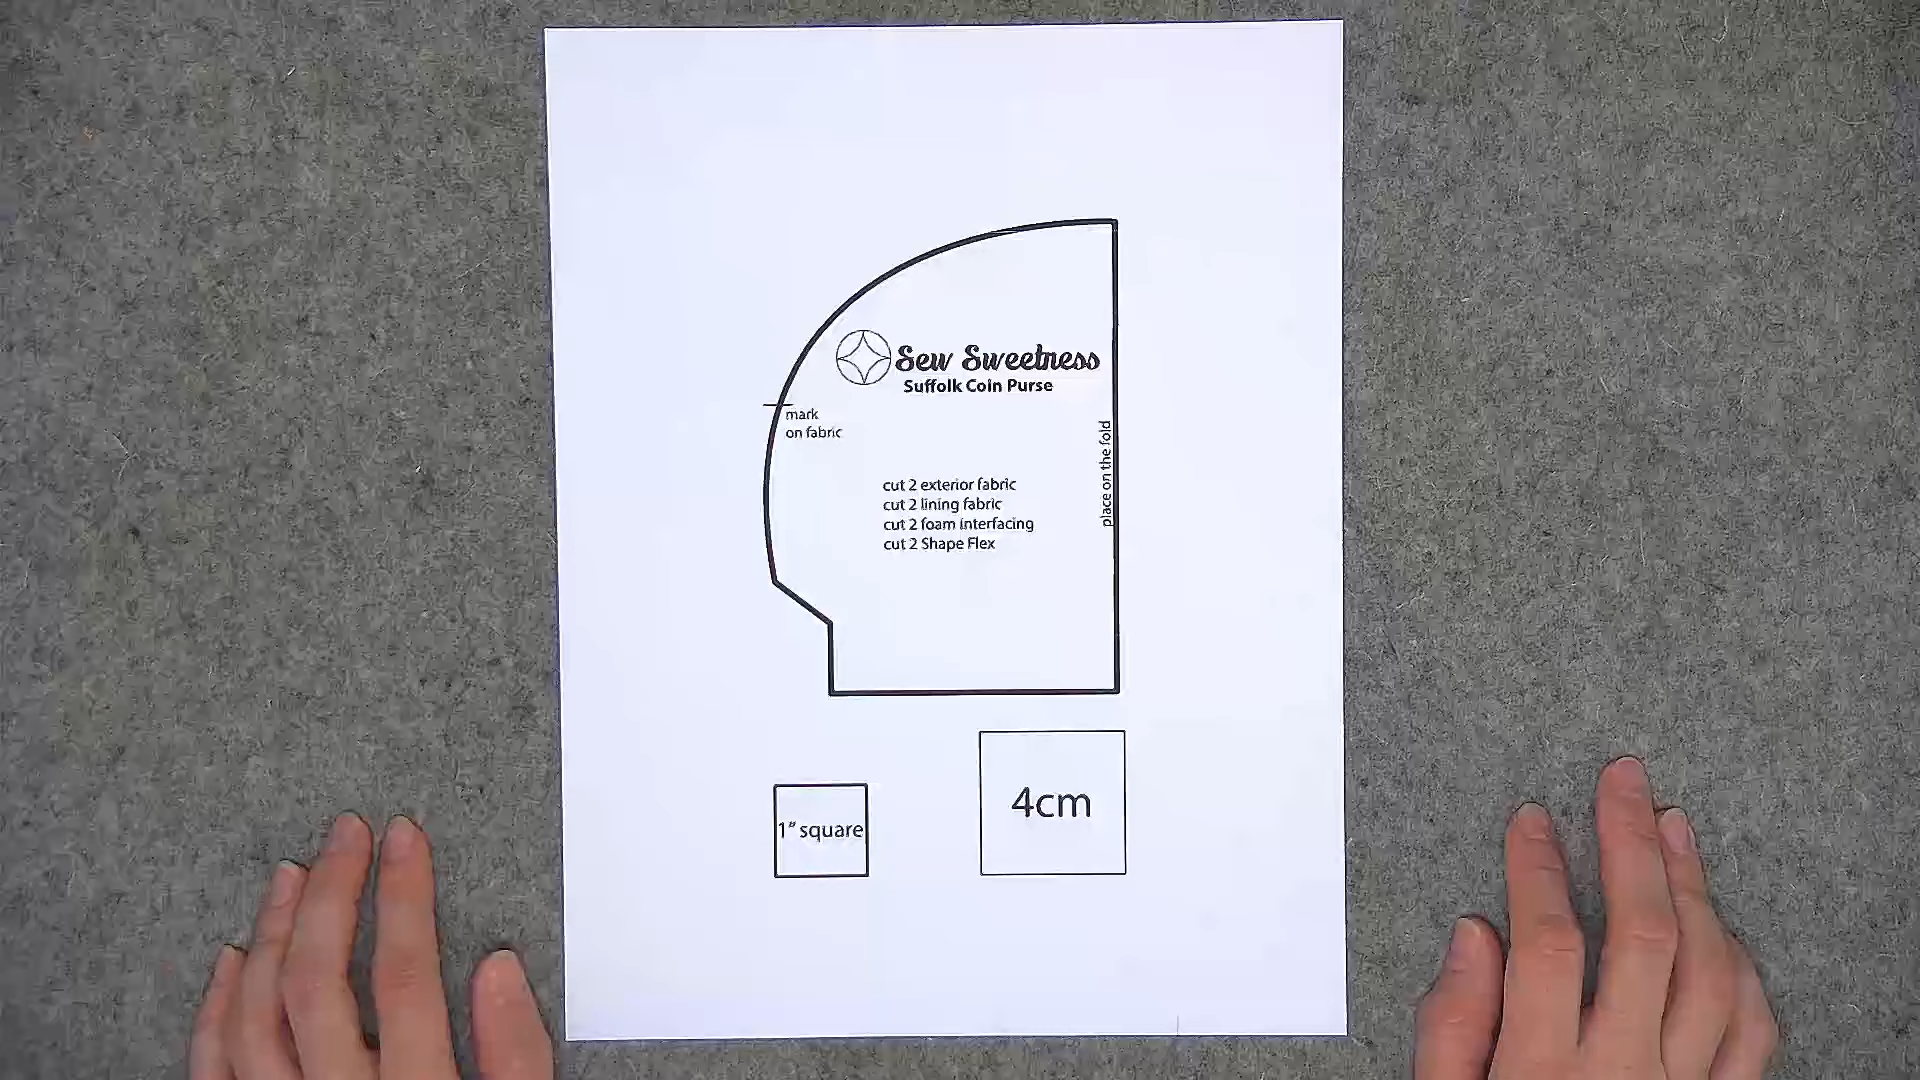 Sew Sweetness
Suffolk Coin Purse
mark
on fabric
place on the fold
cut 2 exterior fabric
cut 2 lining fabric
cut 2 foam interfacing
cut 2 Shape Flex
1” square
4cm